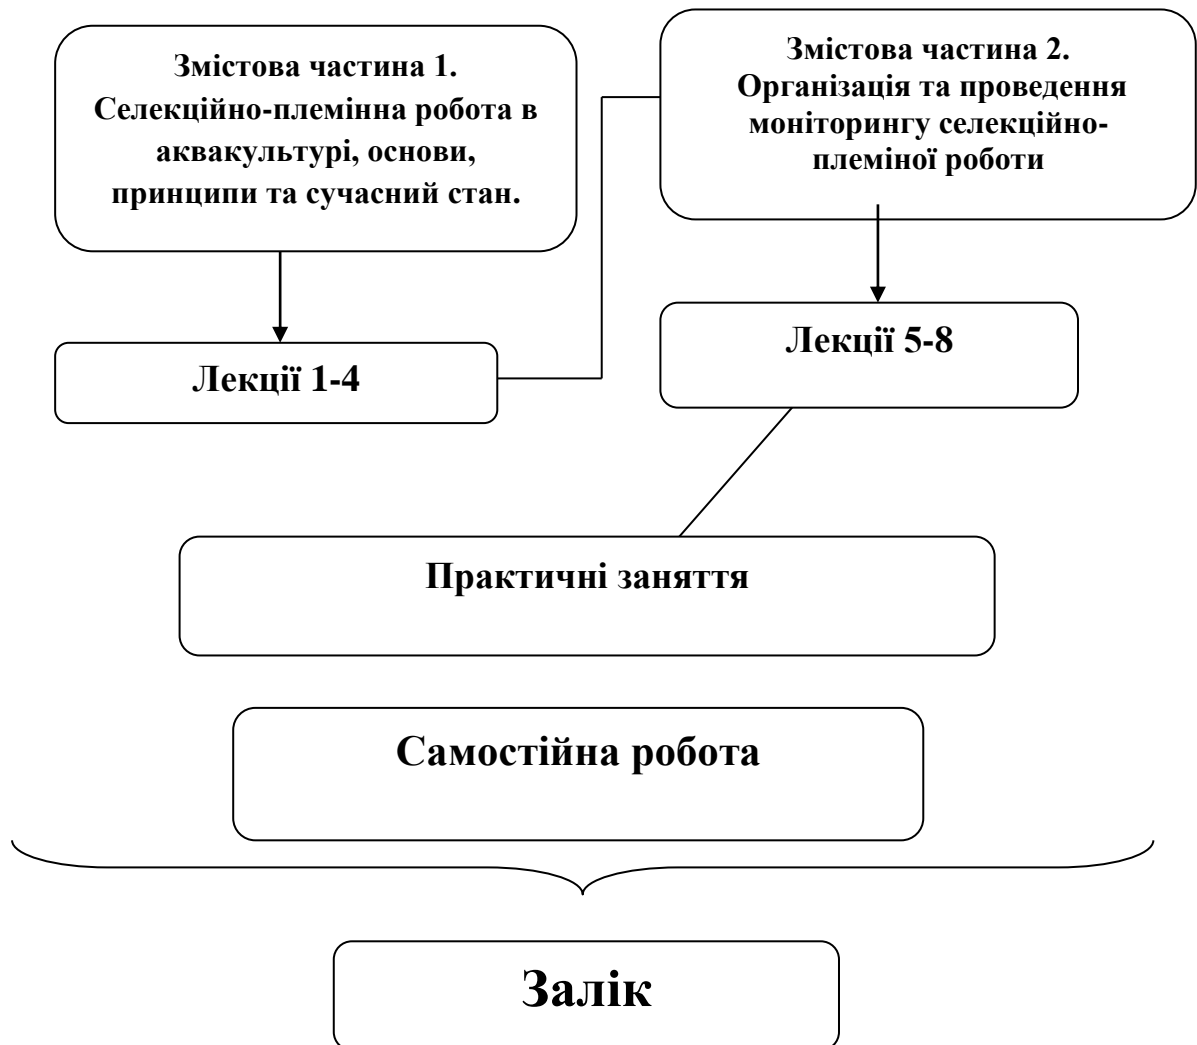 Змістова частина 1.
Селекційно-племінна робота в
аквакультурі, основи,
принципи та сучасний стан.
Змістова частина 2.
Організація та проведення
моніторингу селекційно-
племіної роботи
Лекції 1-4
Лекції 5-8
Практичні заняття
Самостійна робота
Залік